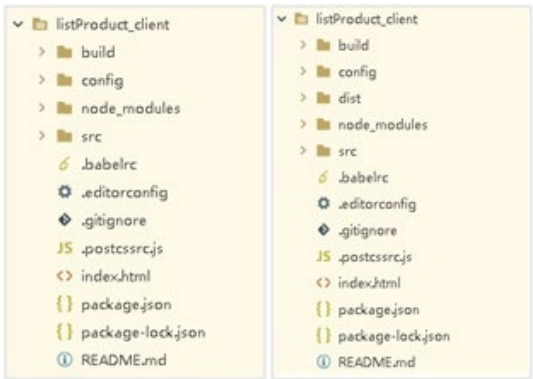 listProduct_client
build
config
node_modules
src
.babelrc
.editorconfig
.gitignore
JS .postcssrc.js
<> index.html
{} package.json
{} package-lock.json
README.md
listProduct_client
build
config
dist
node_modules
src
.babelrc
.editorconfig
.gitignore
JS .postcssrc.js
<> index.html
{} package.json
{} package-lock.json
README.md